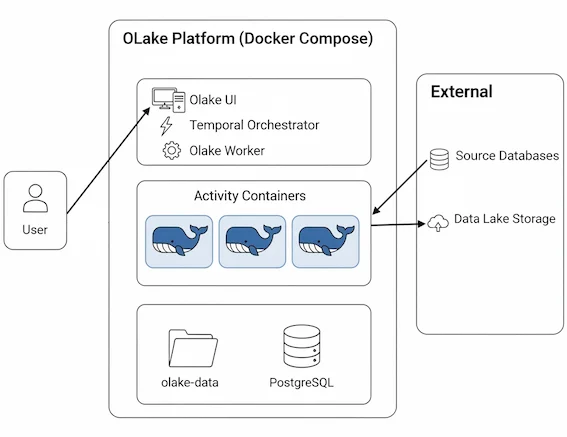 OLake Platform (Docker Compose)
Olake UI
Temporal Orchestrator
Olake Worker
User
Activity Containers
olake-data
PostgreSQL
External
Source Databases
Data Lake Storage